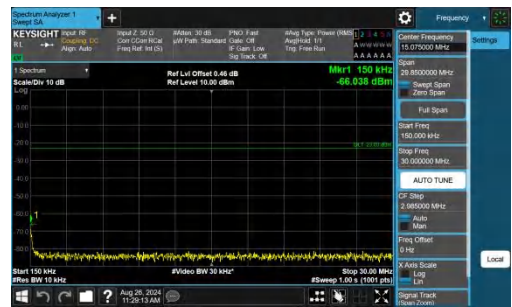 Spectrum Analyzer 1
Swept SA
Frequency
KEYSIGHT Input: RF
RL
Coupling: DC
Align: Auto
Input Z: 50 Ω
Corr CCorr RCal
Freq Ref: Int (S)
#Atten: 30 dB
µW Path: Standard
PNO: Fast
Gate: Off
IF Gain: Low
Sig Track: Off
#Avg Type: Power (RMS)
Avg|Hold: 1/1
Trig: Free Run
1 2 3 4 5 6
A W W W W W
A A A A A A
1 Spectrum
Scale/Div 10 dB
Log
Ref Lvl Offset 0.46 dB
Ref Level 10.00 dBm
Mkr1 150 kHz
-66.038 dBm
0.00
-10.0
-20.0
-30.0
-40.0
-50.0
-60.0
-70.0
-80.0
1
Start 150 kHz
#Res BW 10 kHz
#Video BW 30 kHz*
Stop 30.00 MHz
#Sweep 1.00 s (1001 pts)
Aug 26, 2024
11:29:13 AM
Center Frequency
15.075000 MHz
Settings
Span
29.8500000 MHz
Swept Span
Zero Span
Full Span
Start Freq
150.000 kHz
Stop Freq
30.000000 MHz
AUTO TUNE
CF Step
2.985000 MHz
Auto
Man
Freq Offset
0 Hz
X Axis Scale
Log
Lin
Local
Signal Track
(Span Zoom)